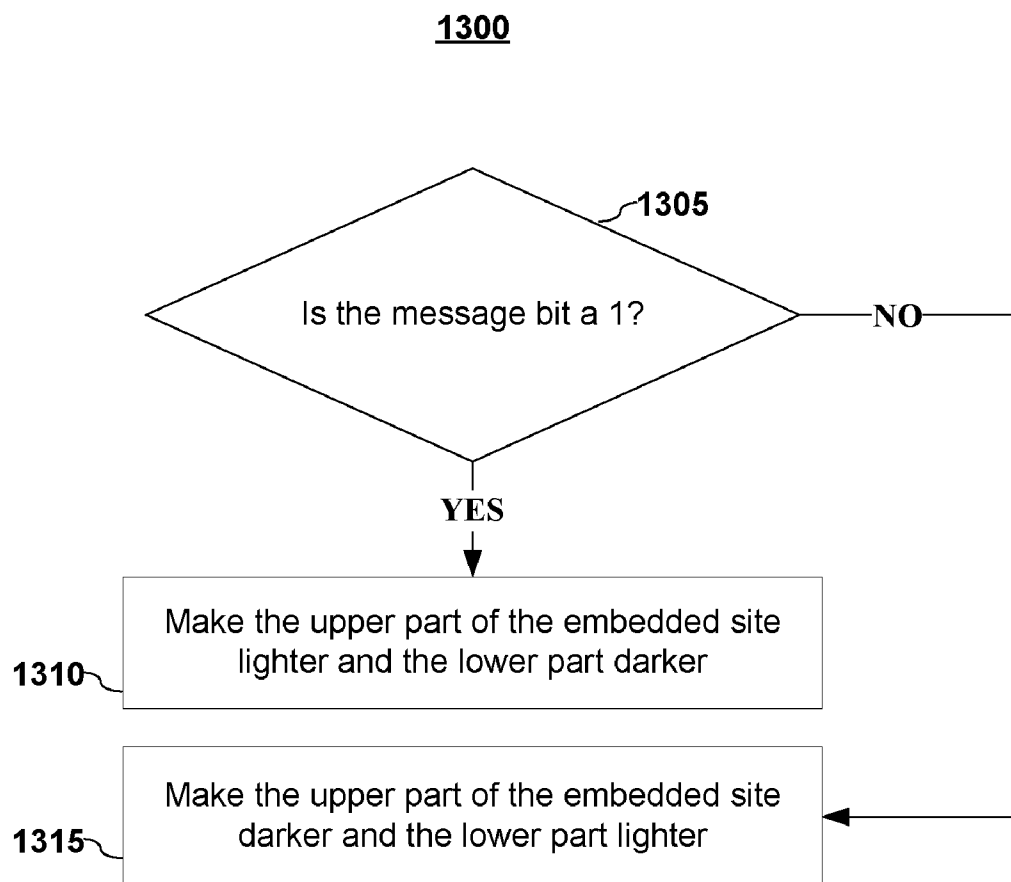 1300
1305
Is the message bit a 1?
NO
YES
Make the upper part of the embedded site
lighter and the lower part darker
1310
Make the upper part of the embedded site
darker and the lower part lighter
1315